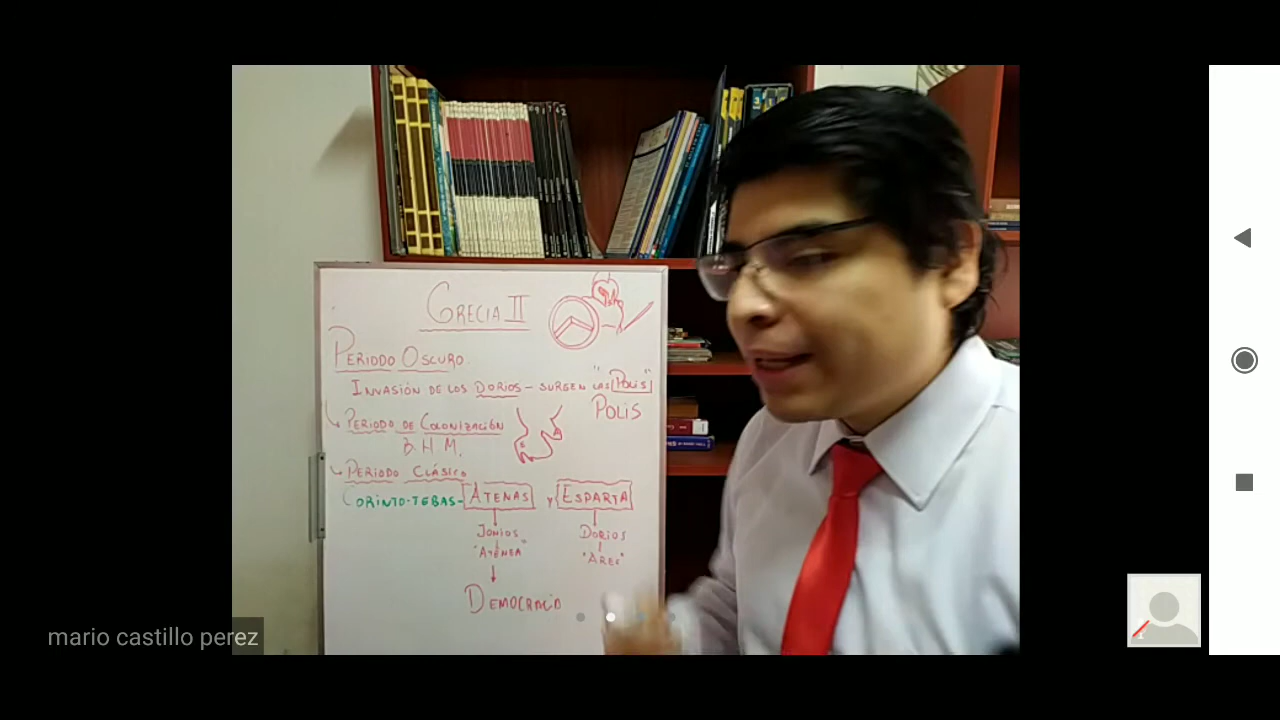 GRECIA II
PERIODO OSCURO.
INVASIÓN DE LOS DORIOS - SURGEN LAS "POLIS"
POLIS
PERIODO DE COLONIZACIÓN
PERIODO CLÁSICO
CORINTO-TEBAS- ATENAS Y ESPARTA
JONIOS DORIOS
"ATENEA" "ARES"
DEMOCRACIA
mario castillo perez